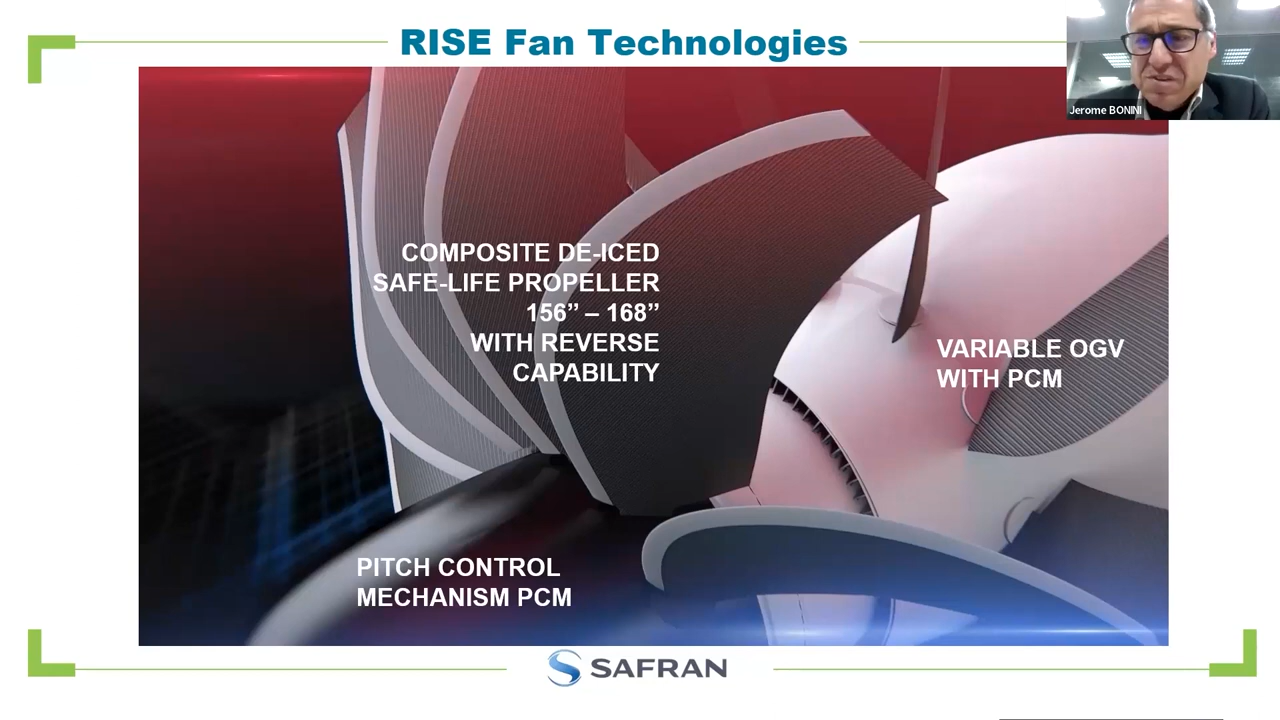 RISE Fan Technologies
Jerome BONINI
COMPOSITE DE-ICED
SAFE-LIFE PROPELLER
156” – 168”
WITH REVERSE
CAPABILITY
VARIABLE OGV
WITH PCM
PITCH CONTROL
MECHANISM PCM
SAFRAN